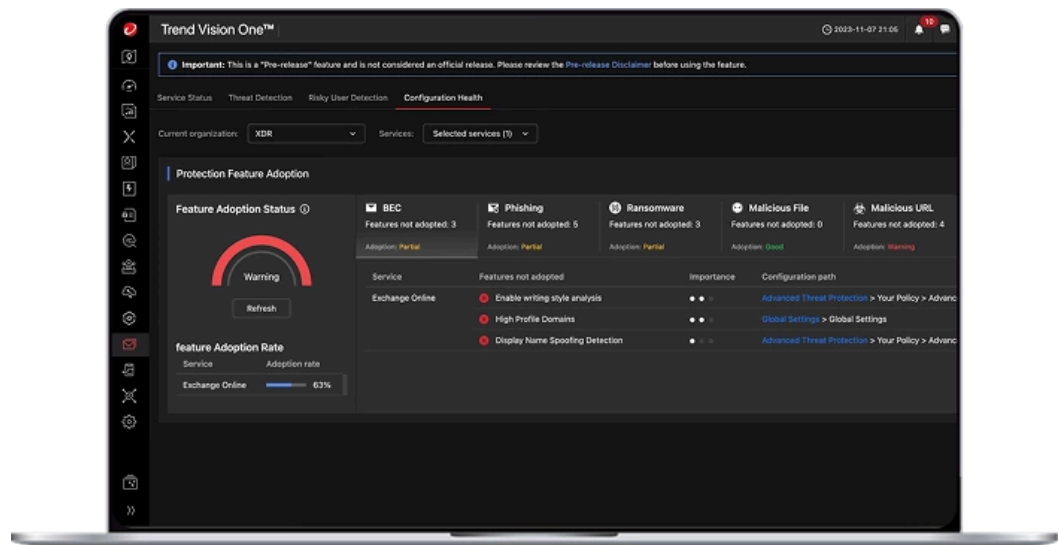 Trend Vision One™
2023-11-07 21:05
10
Important: This is a "Pre-release" feature and is not considered an official release. Please review the Pre-release Disclaimer before using the feature.
Service Status Threat Detection Risky User Detection Configuration Health
Current organization: XDR Services: Selected services (1)
Protection Feature Adoption
Feature Adoption Status
Warning
Refresh
feature Adoption Rate
Service Adoption rate
Exchange Online 63%
BEC
Features not adopted: 3
Adoption: Partial
Phishing
Features not adopted: 5
Adoption: Partial
Ransomware
Features not adopted: 3
Adoption: Partial
Malicious File
Features not adopted: 0
Adoption: Good
Malicious URL
Features not adopted: 4
Adoption: Warning
Service Features not adopted Importance Configuration path
Exchange Online Enable writing style analysis Advanced Threat Protection > Your Policy > Advanc
High Profile Domains Global Settings > Global Settings
Display Name Spoofing Detection Advanced Threat Protection > Your Policy > Advanc